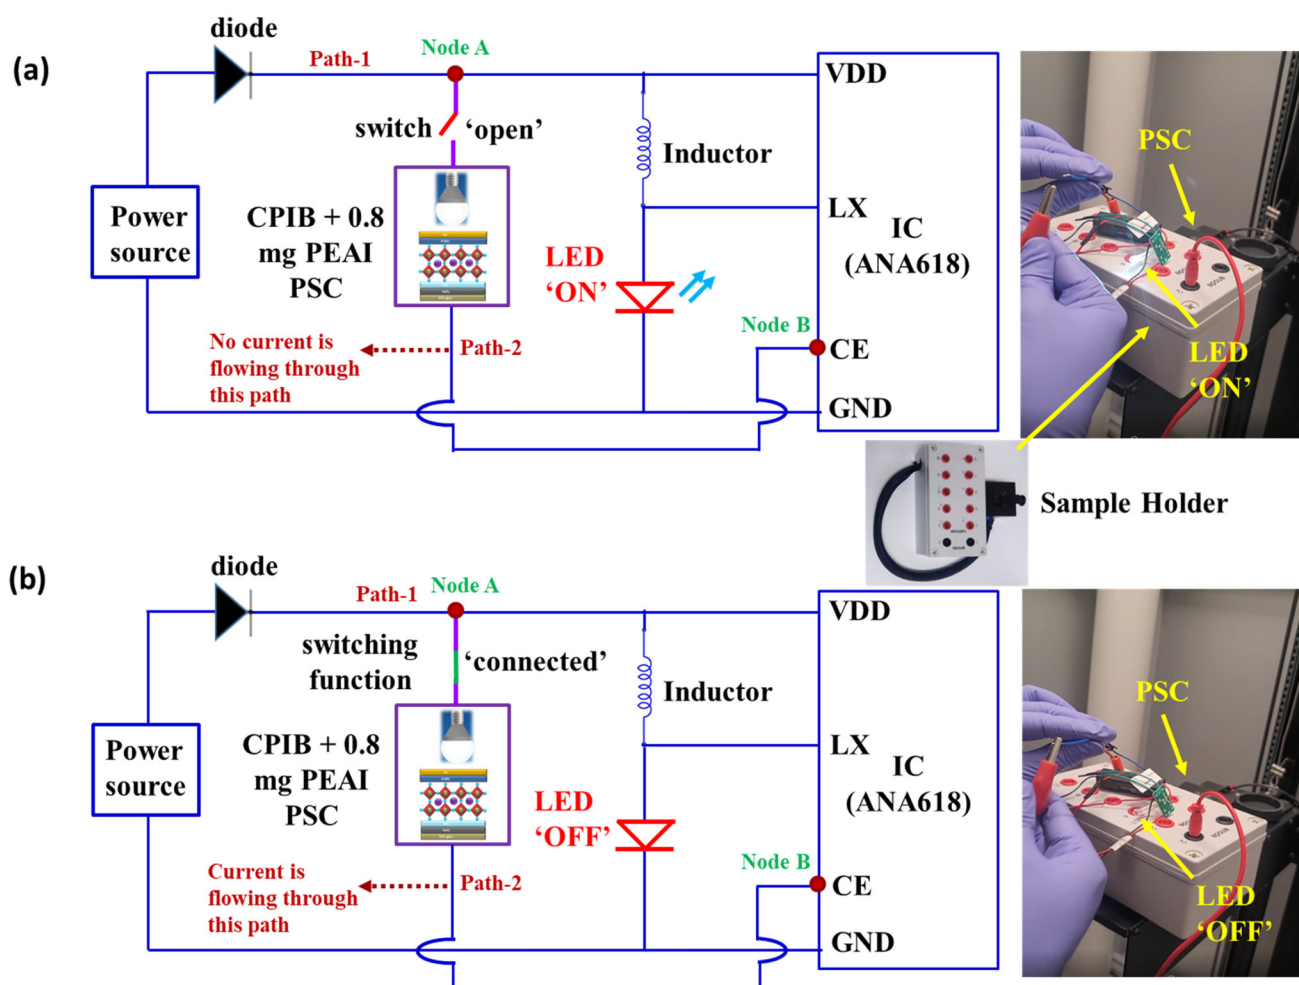 (a)
diode
Path-1
Node A
VDD
switch
‘open’
Inductor
PSC
Power
source
CPIB + 0.8
mg PEAI
PSC
LX
IC
(ANA618)
LED
‘ON’
Node B
No current is
flowing through
this path
Path-2
CE
GND
LED
‘ON’
Sample Holder
(b)
diode
Path-1
Node A
VDD
switching
function
‘connected’
Inductor
PSC
Power
source
CPIB + 0.8
mg PEAI
PSC
LX
IC
(ANA618)
LED
‘OFF’
Node B
Current is
flowing through
this path
Path-2
CE
GND
LED
‘OFF’